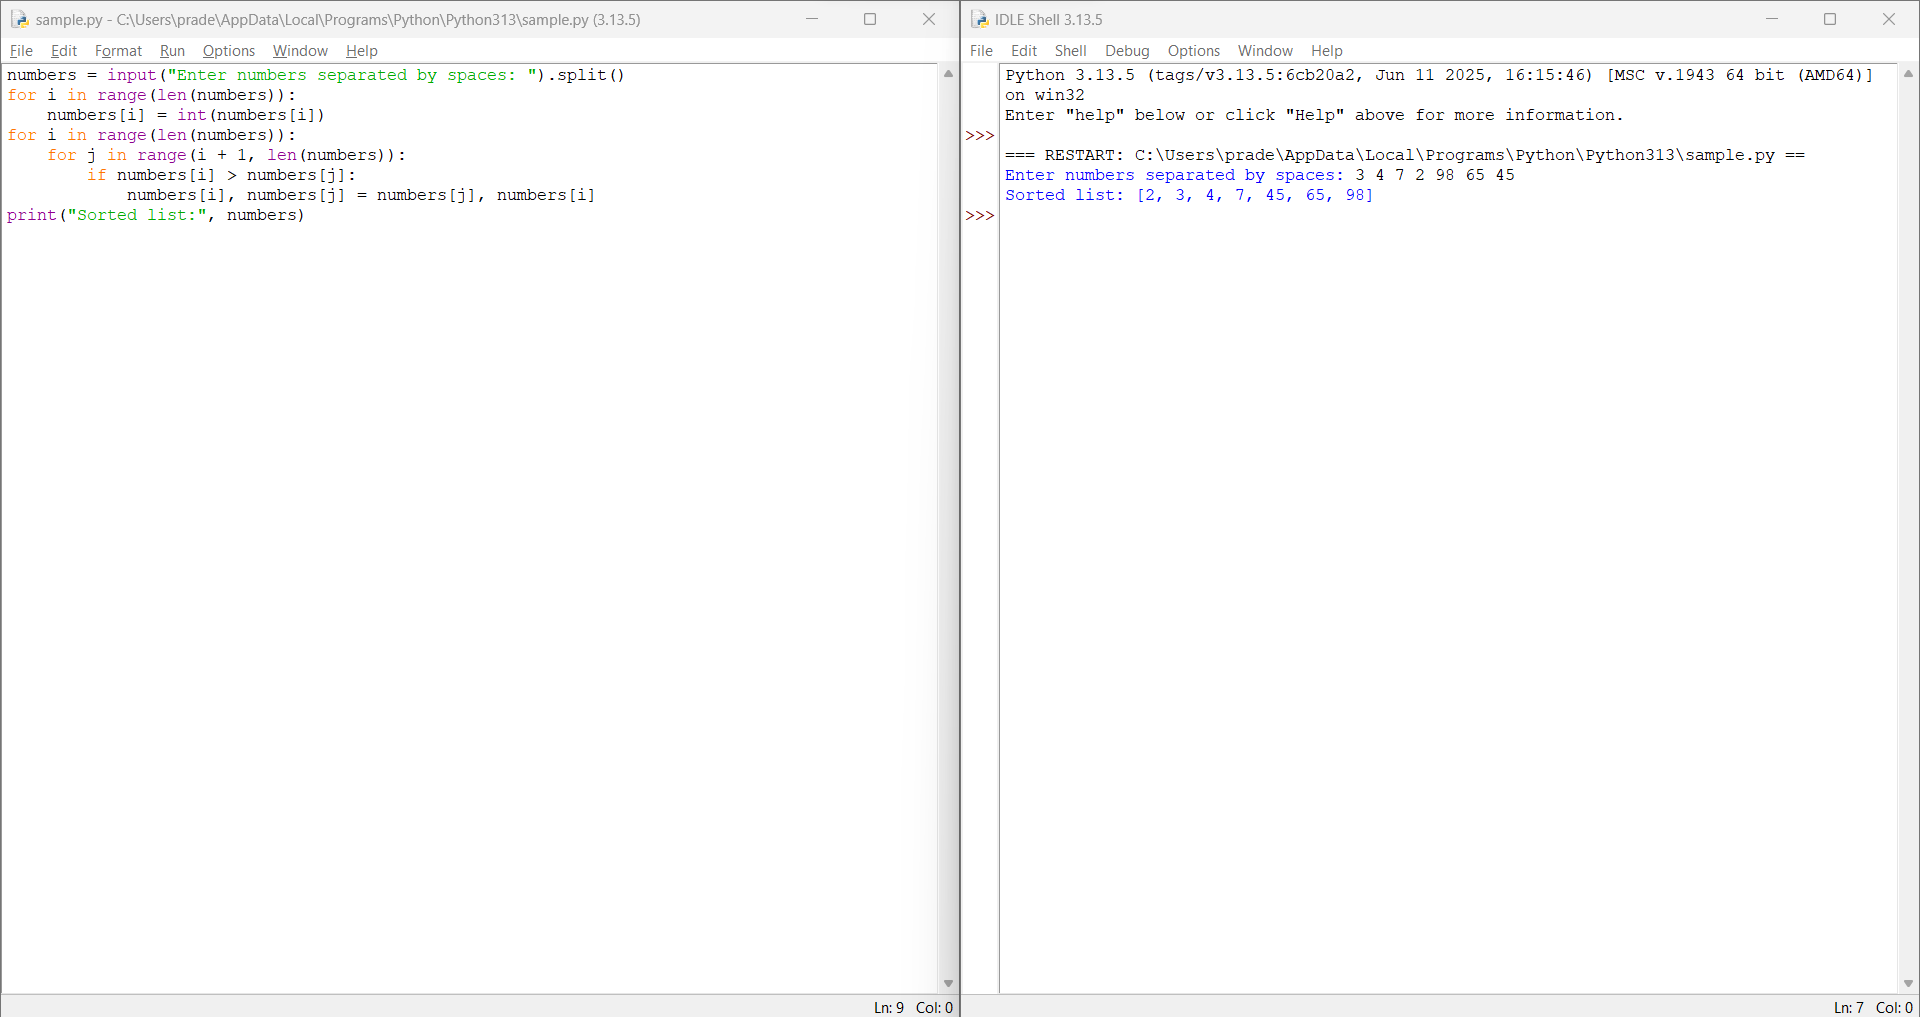 sample.py - C:\Users\prade\AppData\Local\Programs\Python\Python313\sample.py (3.13.5)
File Edit Format Run Options Window Help
numbers = input("Enter numbers separated by spaces: ").split()
for i in range(len(numbers)):
    numbers[i] = int(numbers[i])
for i in range(len(numbers)):
    for j in range(i + 1, len(numbers)):
        if numbers[i] > numbers[j]:
            numbers[i], numbers[j] = numbers[j], numbers[i]
print("Sorted list:", numbers)
Ln: 9 Col: 0
IDLE Shell 3.13.5
File Edit Shell Debug Options Window Help
Python 3.13.5 (tags/v3.13.5:6cb20a2, Jun 11 2025, 16:15:46) [MSC v.1943 64 bit (AMD64)]
on win32
Enter "help" below or click "Help" above for more information.
>>>
=== RESTART: C:\Users\prade\AppData\Local\Programs\Python\Python313\sample.py ==
Enter numbers separated by spaces: 3 4 7 2 98 65 45
Sorted list: [2, 3, 4, 7, 45, 65, 98]
>>>
Ln: 7 Col: 0